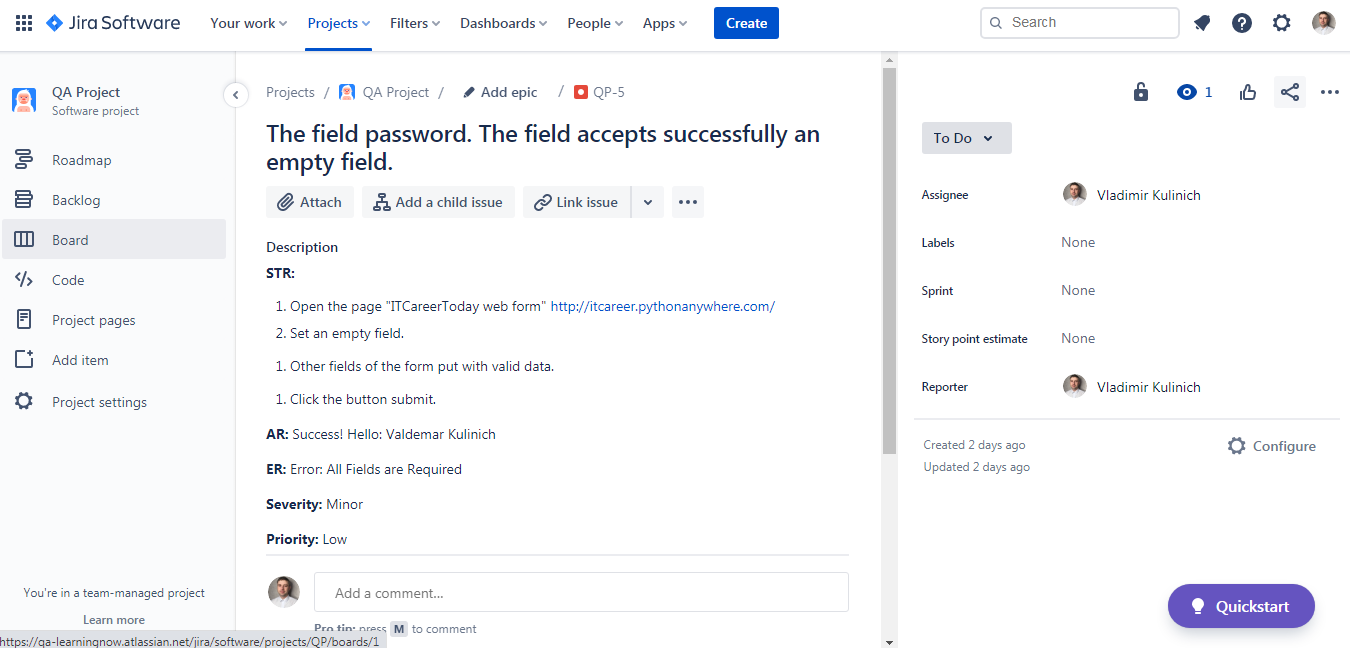 Jira Software Your work Projects Filters Dashboards People Apps Create Search
QA Project
Software project
Roadmap
Backlog
Board
Code
Project pages
Add item
Project settings
You're in a team-managed project
Learn more
https://qa-learningnow.atlassian.net/jira/software/projects/QP/boards/1
Projects / QA Project / Add epic / QP-5
The field password. The field accepts successfully an
empty field.
Attach Add a child issue Link issue
Description
STR:
1. Open the page "ITCareerToday web form" http://itcareer.pythonanywhere.com/
2. Set an empty field.
1. Other fields of the form put with valid data.
1. Click the button submit.
AR: Success! Hello: Valdemar Kulinich
ER: Error: All Fields are Required
Severity: Minor
Priority: Low
Add a comment...
Pro tip: press M to comment
1
To Do
Assignee Vladimir Kulinich
Labels None
Sprint None
Story point estimate None
Reporter Vladimir Kulinich
Created 2 days ago
Updated 2 days ago
Configure
Quickstart